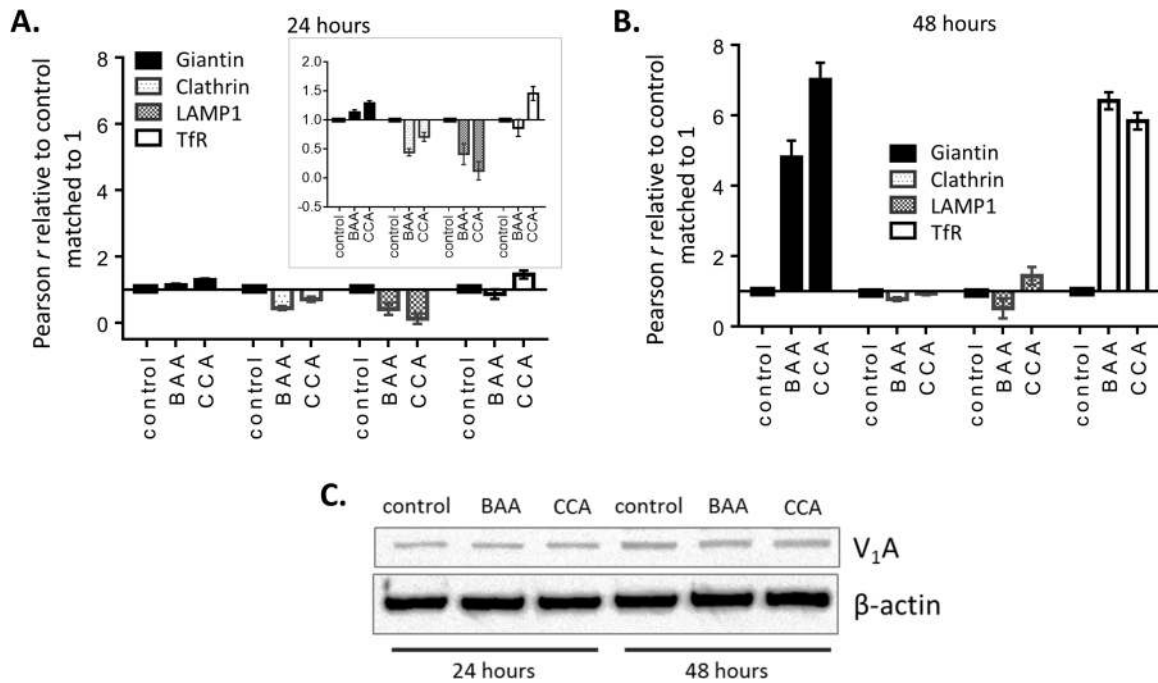 A.
24 hours
Pearson r relative to control
matched to 1
8
6
4
2
0
Giantin
Clathrin
LAMP1
TfR
2.0
1.5
1.0
0.5
0.0
-0.5
control
BAA
CCA
control
BAA
CCA
control
BAA
CCA
control
BAA
CCA
control
BAA
CCA
control
BAA
CCA
control
BAA
CCA
control
BAA
CCA
B.
48 hours
Pearson r relative to control
matched to 1
8
6
4
2
0
Giantin
Clathrin
LAMP1
TfR
control
BAA
CCA
control
BAA
CCA
control
BAA
CCA
control
BAA
CCA
C.
control BAA CCA control BAA CCA
V₁A
β-actin
24 hours 48 hours